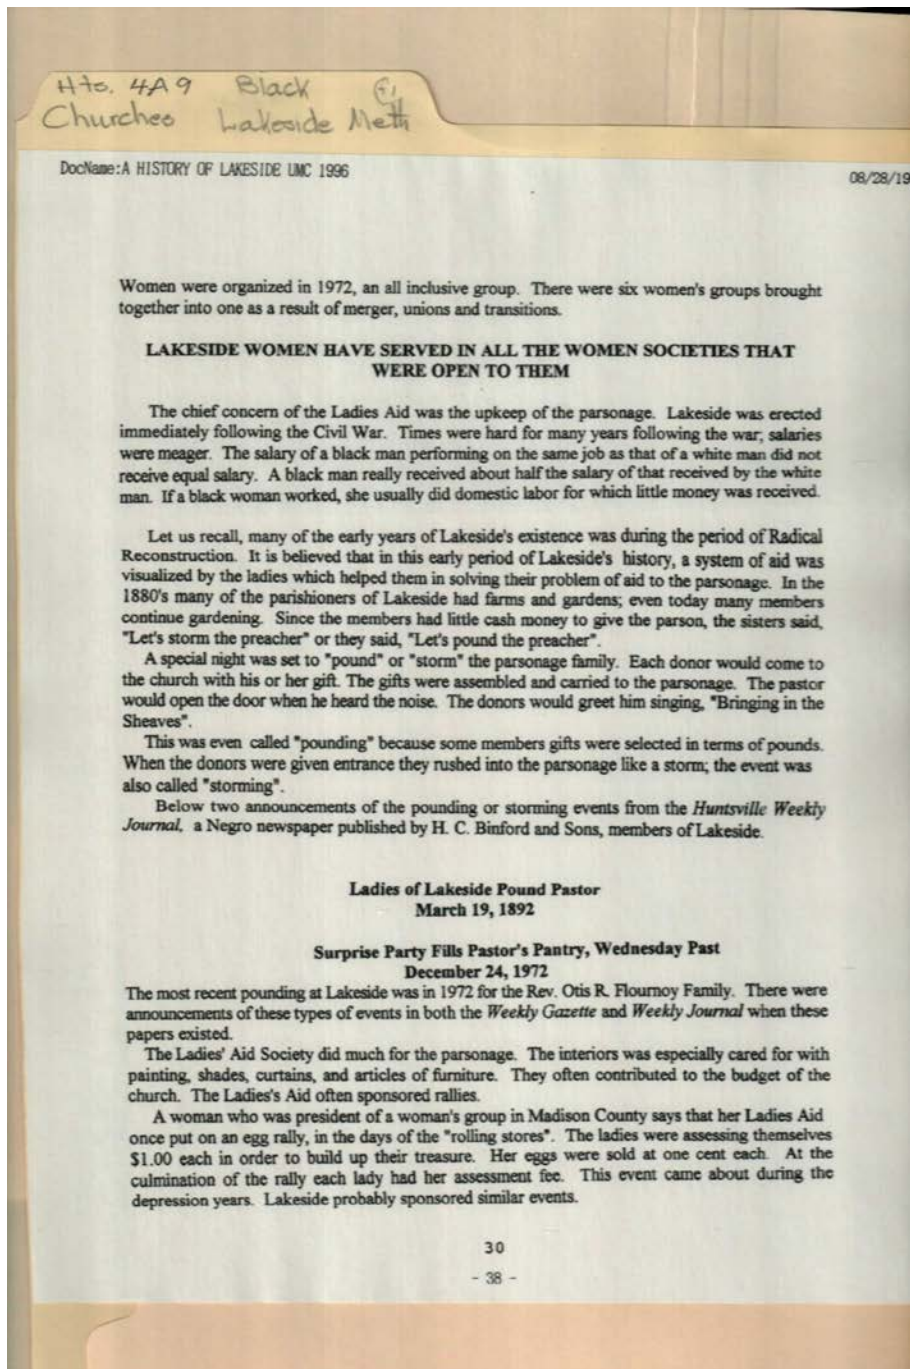 Hts. 4A9 Black
Churches Lakeside Meth
DocName:A HISTORY OF LAKESIDE UMC 1996
08/28/19
Women were organized in 1972, an all inclusive group. There were six women's groups brought
together into one as a result of merger, unions and transitions.
LAKESIDE WOMEN HAVE SERVED IN ALL THE WOMEN SOCIETIES THAT
WERE OPEN TO THEM
The chief concern of the Ladies Aid was the upkeep of the parsonage. Lakeside was erected
immediately following the Civil War. Times were hard for many years following the war; salaries
were meager. The salary of a black man performing on the same job as that of a white man did not
receive equal salary. A black man really received about half the salary of that received by the white
man. If a black woman worked, she usually did domestic labor for which little money was received.
Let us recall, many of the early years of Lakeside's existence was during the period of Radical
Reconstruction. It is believed that in this early period of Lakeside's history, a system of aid was
visualized by the ladies which helped them in solving their problem of aid to the parsonage. In the
1880's many of the parishioners of Lakeside had farms and gardens; even today many members
continue gardening. Since the members had little cash money to give the parson, the sisters said,
"Let's storm the preacher" or they said, "Let's pound the preacher".
A special night was set to "pound" or "storm" the parsonage family. Each donor would come to
the church with his or her gift. The gifts were assembled and carried to the parsonage. The pastor
would open the door when he heard the noise. The donors would greet him singing, "Bringing in the
Sheaves".
This was even called "pounding" because some members gifts were selected in terms of pounds.
When the donors were given entrance they rushed into the parsonage like a storm; the event was
also called "storming".
Below two announcements of the pounding or storming events from the Huntsville Weekly
Journal, a Negro newspaper published by H. C. Binford and Sons, members of Lakeside.
Ladies of Lakeside Pound Pastor
March 19, 1892
Surprise Party Fills Pastor's Pantry, Wednesday Past
December 24, 1972
The most recent pounding at Lakeside was in 1972 for the Rev. Otis R. Flournoy Family. There were
announcements of these types of events in both the Weekly Gazette and Weekly Journal when these
papers existed.
The Ladies' Aid Society did much for the parsonage. The interiors was especially cared for with
painting, shades, curtains, and articles of furniture. They often contributed to the budget of the
church. The Ladies's Aid often sponsored rallies.
A woman who was president of a woman's group in Madison County says that her Ladies Aid
once put on an egg rally, in the days of the "rolling stores". The ladies were assessing themselves
$1.00 each in order to build up their treasure. Her eggs were sold at one cent each. At the
culmination of the rally each lady had her assessment fee. This event came about during the
depression years. Lakeside probably sponsored similar events.
30
- 38 -